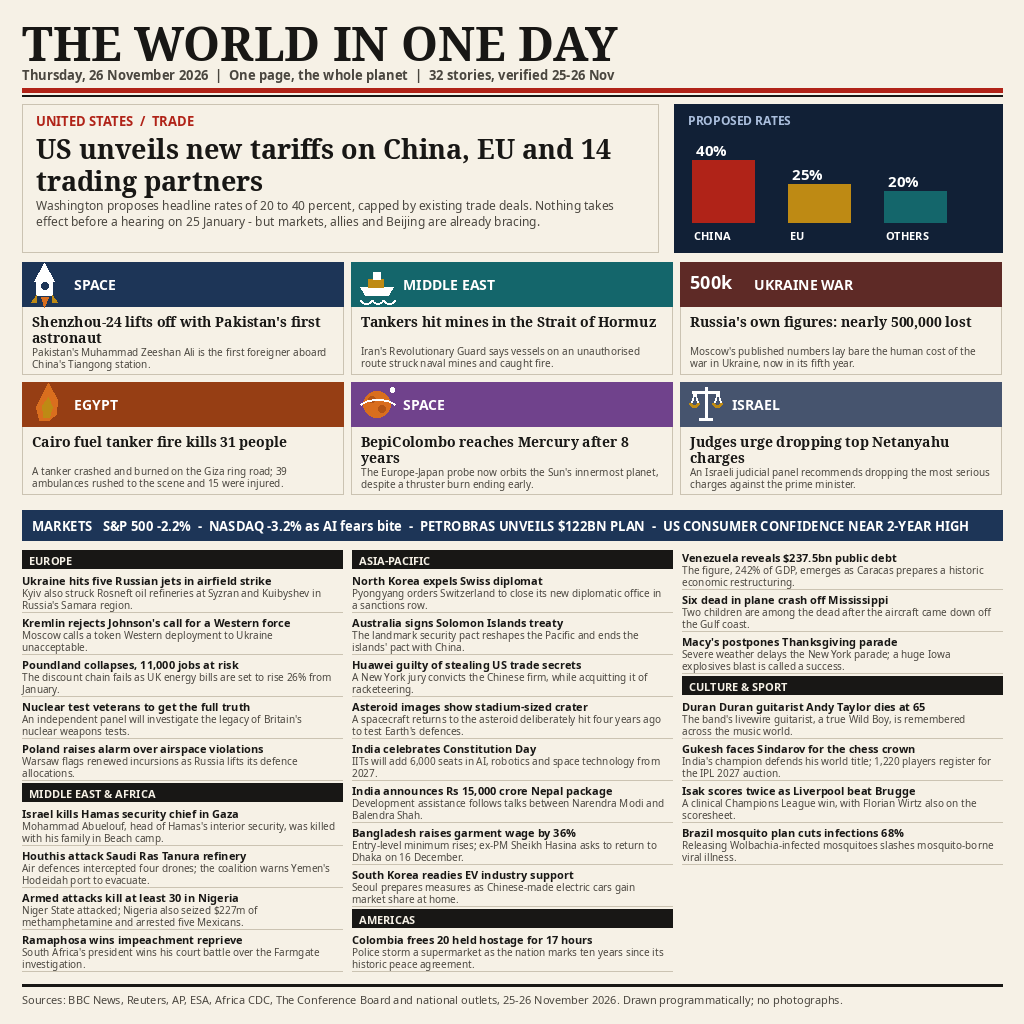 THE WORLD IN ONE DAY
Thursday, 26 November 2026 | One page, the whole planet | 32 stories, verified 25-26 Nov
UNITED STATES / TRADE
US unveils new tariffs on China, EU and 14
trading partners
Washington proposes headline rates of 20 to 40 percent, capped by existing trade deals. Nothing takes
effect before a hearing on 25 January - but markets, allies and Beijing are already bracing.
PROPOSED RATES
40%
25%
20%
CHINA
EU
OTHERS
SPACE
Shenzhou-24 lifts off with Pakistan's first
astronaut
Pakistan's Muhammad Zeeshan Ali is the first foreigner aboard
China's Tiangong station.
MIDDLE EAST
Tankers hit mines in the Strait of Hormuz
Iran's Revolutionary Guard says vessels on an unauthorised
route struck naval mines and caught fire.
500k UKRAINE WAR
Russia's own figures: nearly 500,000 lost
Moscow's published numbers lay bare the human cost of the
war in Ukraine, now in its fifth year.
EGYPT
Cairo fuel tanker fire kills 31 people
A tanker crashed and burned on the Giza ring road; 39
ambulances rushed to the scene and 15 were injured.
SPACE
BepiColombo reaches Mercury after 8
years
The Europe-Japan probe now orbits the Sun's innermost planet,
despite a thruster burn ending early.
ISRAEL
Judges urge dropping top Netanyahu
charges
An Israeli judicial panel recommends dropping the most serious
charges against the prime minister.
MARKETS S&P 500 -2.2% - NASDAQ -3.2% as AI fears bite - PETROBRAS UNVEILS $122BN PLAN - US CONSUMER CONFIDENCE NEAR 2-YEAR HIGH
EUROPE
Ukraine hits five Russian jets in airfield strike
Kyiv also struck Rosneft oil refineries at Syzran and Kuibyshev in
Russia's Samara region.
Kremlin rejects Johnson's call for a Western force
Moscow calls a token Western deployment to Ukraine
unacceptable.
Poundland collapses, 11,000 jobs at risk
The discount chain fails as UK energy bills are set to rise 26% from
January.
Nuclear test veterans to get the full truth
An independent panel will investigate the legacy of Britain's
nuclear weapons tests.
Poland raises alarm over airspace violations
Warsaw flags renewed incursions as Russia lifts its defence
allocations.
MIDDLE EAST & AFRICA
Israel kills Hamas security chief in Gaza
Mohammad Abuelouf, head of Hamas's interior security, was killed
with his family in Beach camp.
Houthis attack Saudi Ras Tanura refinery
Air defences intercepted four drones; the coalition warns Yemen's
Hodeidah port to evacuate.
Armed attacks kill at least 30 in Nigeria
Niger State attacked; Nigeria also seized $227m of
methamphetamine and arrested five Mexicans.
Ramaphosa wins impeachment reprieve
South Africa's president wins his court battle over the Farmgate
investigation.
ASIA-PACIFIC
North Korea expels Swiss diplomat
Pyongyang orders Switzerland to close its new diplomatic office in
a sanctions row.
Australia signs Solomon Islands treaty
The landmark security pact reshapes the Pacific and ends the
islands' pact with China.
Huawei guilty of stealing US trade secrets
A New York jury convicts the Chinese firm, while acquitting it of
racketeering.
Asteroid images show stadium-sized crater
A spacecraft returns to the asteroid deliberately hit four years ago
to test Earth's defences.
India celebrates Constitution Day
IITs will add 6,000 seats in AI, robotics and space technology from
2027.
India announces Rs 15,000 crore Nepal package
Development assistance follows talks between Narendra Modi and
Balendra Shah.
Bangladesh raises garment wage by 36%
Entry-level minimum rises; ex-PM Sheikh Hasina asks to return to
Dhaka on 16 December.
South Korea readies EV industry support
Seoul prepares measures as Chinese-made electric cars gain
market share at home.
AMERICAS
Colombia frees 20 held hostage for 17 hours
Police storm a supermarket as the nation marks ten years since its
historic peace agreement.
Venezuela reveals $237.5bn public debt
The figure, 242% of GDP, emerges as Caracas prepares a historic
economic restructuring.
Six dead in plane crash off Mississippi
Two children are among the dead after the aircraft came down off
the Gulf coast.
Macy's postpones Thanksgiving parade
Severe weather delays the New York parade; a huge Iowa
explosives blast is called a success.
CULTURE & SPORT
Duran Duran guitarist Andy Taylor dies at 65
The band's livewire guitarist, a true Wild Boy, is remembered
across the music world.
Gukesh faces Sindarov for the chess crown
India's champion defends his world title; 1,220 players register for
the IPL 2027 auction.
Isak scores twice as Liverpool beat Brugge
A clinical Champions League win, with Florian Wirtz also on the
scoresheet.
Brazil mosquito plan cuts infections 68%
Releasing Wolbachia-infected mosquitoes slashes mosquito-borne
viral illness.
Sources: BBC News, Reuters, AP, ESA, Africa CDC, The Conference Board and national outlets, 25-26 November 2026. Drawn programmatically; no photographs.